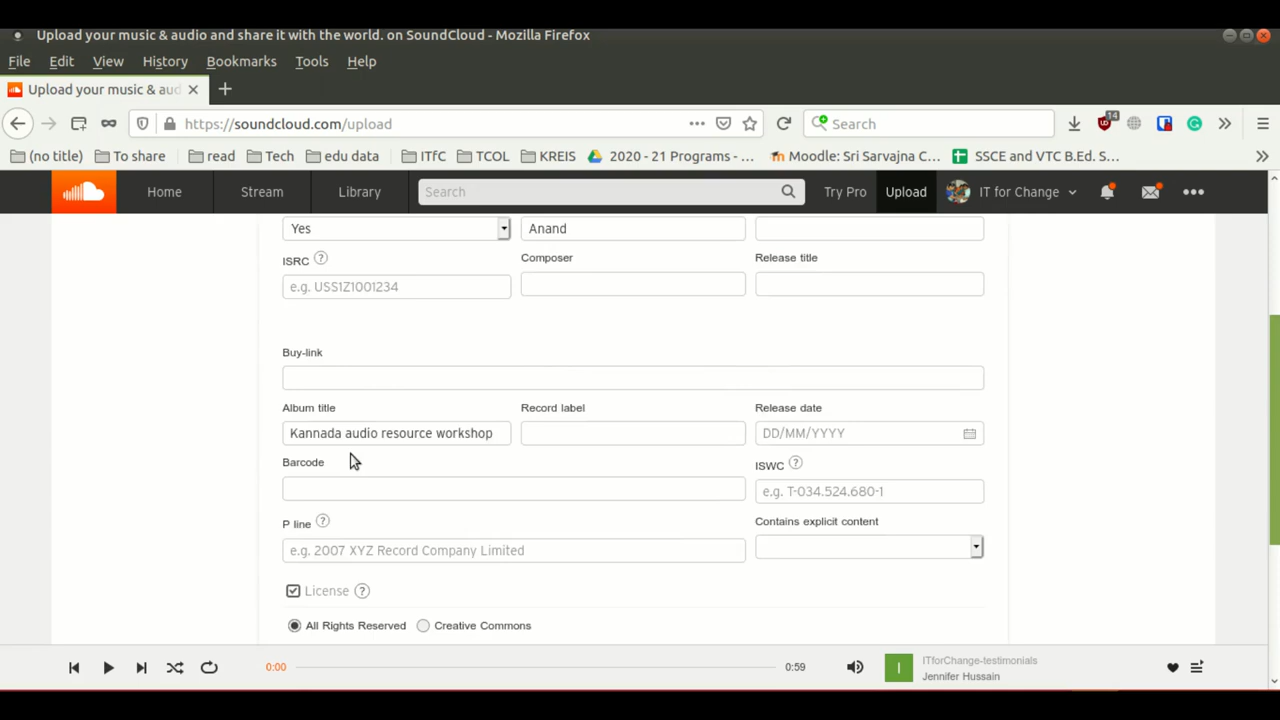 Upload your music & audio and share it with the world. on SoundCloud - Mozilla Firefox
File Edit View History Bookmarks Tools Help
Upload your music & aud
https://soundcloud.com/upload
Search
14
(no title) To share read Tech edu data ITfC TCOL KREIS 2020 - 21 Programs - ... Moodle: Sri Sarvajna C... SSCE and VTC B.Ed. S...
Home Stream Library Search Try Pro Upload IT for Change
Yes Anand
ISRC Composer Release title
e.g. USS1Z1001234
Buy-link
Album title Record label Release date
Kannada audio resource workshop DD/MM/YYYY
Barcode ISWC
e.g. T-034.524.680-1
P line Contains explicit content
e.g. 2007 XYZ Record Company Limited
License
All Rights Reserved Creative Commons
0:00 0:59 I ITforChange-testimonials
Jennifer Hussain